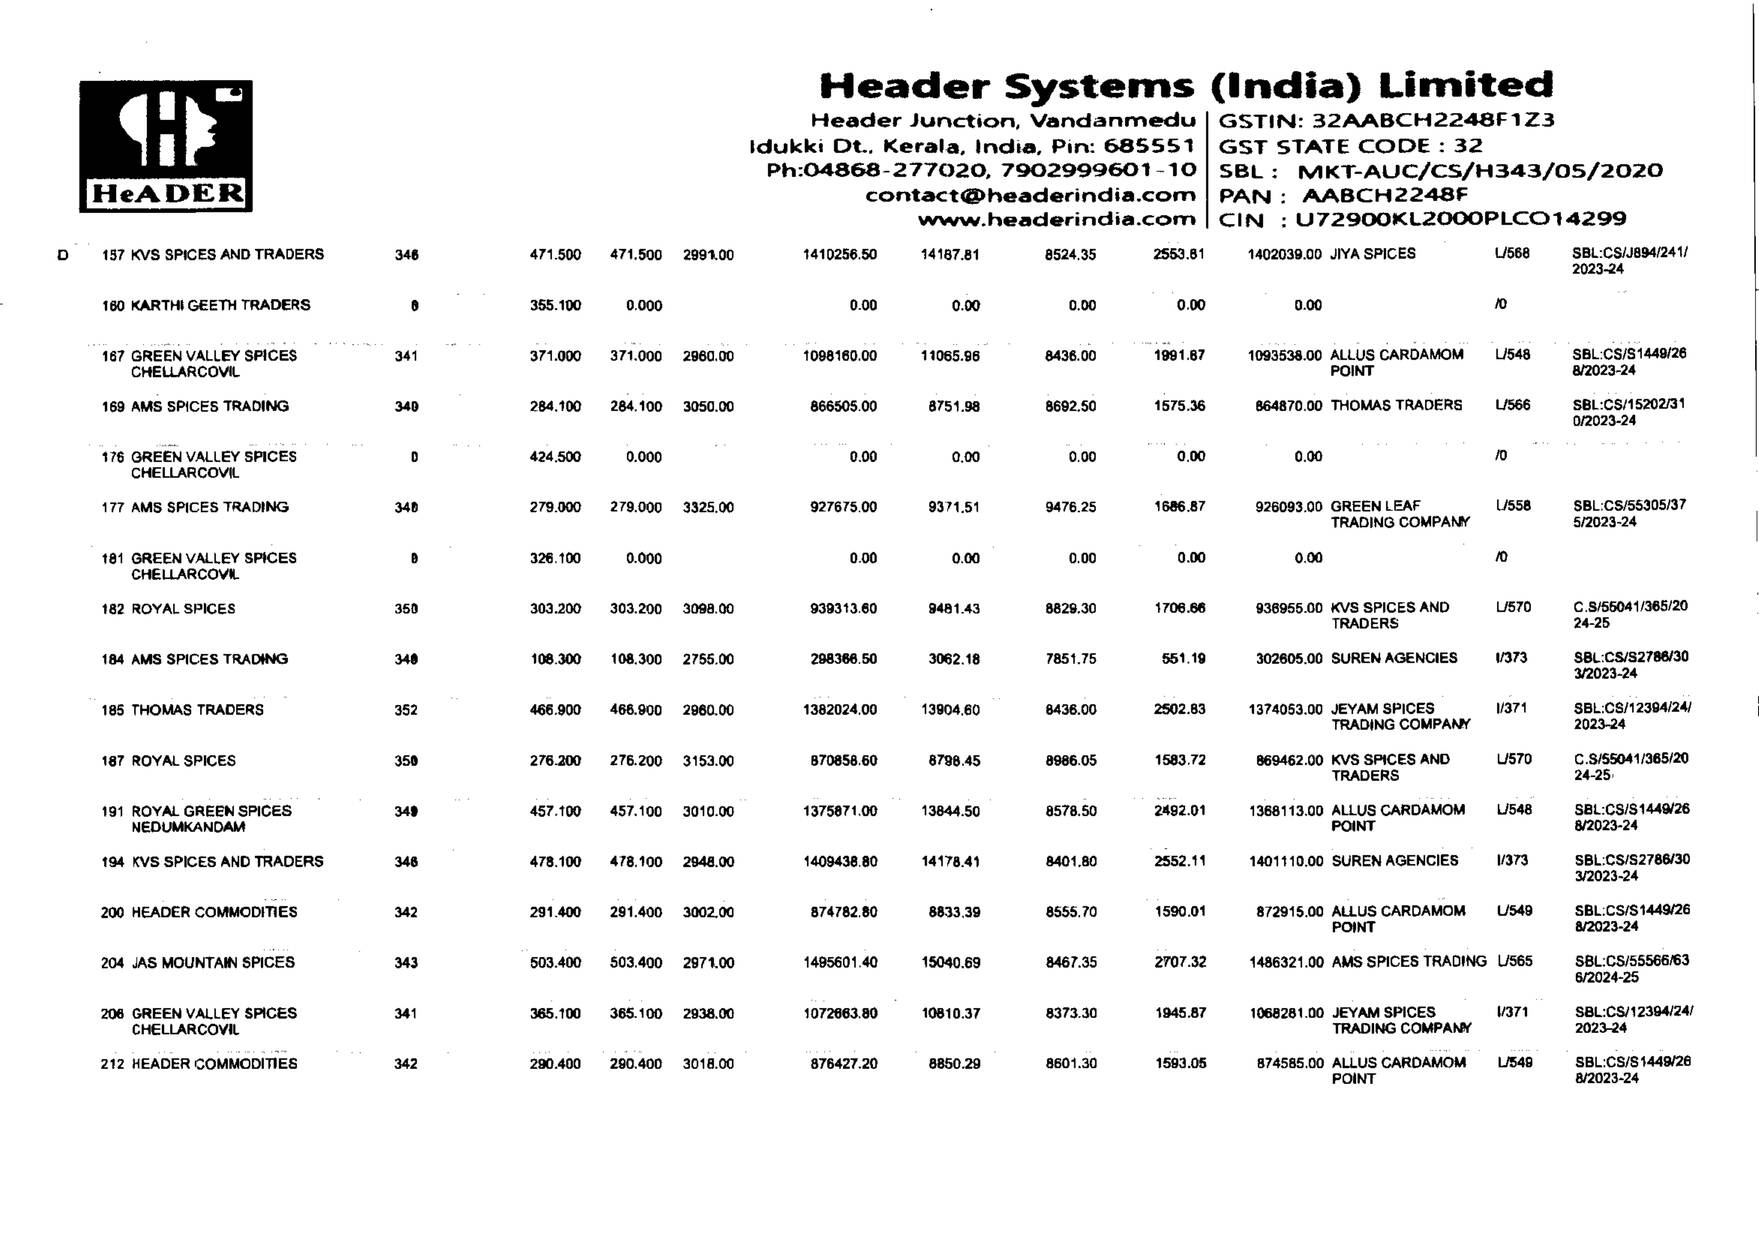 HeADER
Header Systems (India) Limited
Header Junction, Vandanmedu
Idukki Dt., Kerala, India, Pin: 685551
Ph:04868-277020, 7902999601-10
contact@headerindia.com
www.headerindia.com
GSTIN: 32AABCH2248F1Z3
GST STATE CODE : 32
SBL : MKT-AUC/CS/H343/05/2020
PAN : AABCH2248F
CIN : U72900KL2000PLCO14299
D 157 KVS SPICES AND TRADERS 346 471.500 471.500 2991.00 1410256.50 14187.81 8524.35 2553.81 1402039.00 JIYA SPICES L/568 SBL:CS/J894/241/
2023-24
160 KARTHI GEETH TRADERS 0 355.100 0.000 0.00 0.00 0.00 0.00 0.00 /0
167 GREEN VALLEY SPICES 341 371.000 371.000 2960.00 1098160.00 11065.96 8436.00 1991.67 1093538.00 ALLUS CARDAMOM L/548 SBL:CS/S1449/26
CHELLARCOVIL POINT 8/2023-24
169 AMS SPICES TRADING 340 284.100 284.100 3050.00 866505.00 8751.98 8692.50 1575.36 864870.00 THOMAS TRADERS L/566 SBL:CS/15202/31
0/2023-24
176 GREEN VALLEY SPICES 0 424.500 0.000 0.00 0.00 0.00 0.00 0.00 /0
CHELLARCOVIL
177 AMS SPICES TRADING 340 279.000 279.000 3325.00 927675.00 9371.51 9476.25 1686.87 926093.00 GREEN LEAF L/558 SBL:CS/55305/37
TRADING COMPANY 5/2023-24
181 GREEN VALLEY SPICES 0 326.100 0.000 0.00 0.00 0.00 0.00 0.00 /0
CHELLARCOVIL
182 ROYAL SPICES 350 303.200 303.200 3098.00 939313.60 9481.43 8829.30 1706.66 936955.00 KVS SPICES AND L/570 C.S/55041/365/20
TRADERS 24-25
184 AMS SPICES TRADING 340 108.300 108.300 2755.00 298366.50 3062.18 7851.75 551.19 302605.00 SUREN AGENCIES I/373 SBL:CS/S2786/30
3/2023-24
185 THOMAS TRADERS 352 466.900 466.900 2960.00 1382024.00 13904.60 8436.00 2502.83 1374053.00 JEYAM SPICES I/371 SBL:CS/12394/24/
TRADING COMPANY 2023-24
187 ROYAL SPICES 350 276.200 276.200 3153.00 870858.60 8798.45 8986.05 1583.72 869462.00 KVS SPICES AND L/570 C.S/55041/365/20
TRADERS 24-25
191 ROYAL GREEN SPICES 349 457.100 457.100 3010.00 1375871.00 13844.50 8578.50 2492.01 1368113.00 ALLUS CARDAMOM L/548 SBL:CS/S1449/26
NEDUMKANDAM POINT 8/2023-24
194 KVS SPICES AND TRADERS 346 478.100 478.100 2948.00 1409438.80 14178.41 8401.80 2552.11 1401110.00 SUREN AGENCIES I/373 SBL:CS/S2786/30
3/2023-24
200 HEADER COMMODITIES 342 291.400 291.400 3002.00 874782.80 8833.39 8555.70 1590.01 872915.00 ALLUS CARDAMOM L/549 SBL:CS/S1449/26
POINT 8/2023-24
204 JAS MOUNTAIN SPICES 343 503.400 503.400 2971.00 1495601.40 15040.69 8467.35 2707.32 1486321.00 AMS SPICES TRADING L/565 SBL:CS/55566/63
6/2024-25
206 GREEN VALLEY SPICES 341 365.100 365.100 2938.00 1072663.80 10810.37 8373.30 1945.87 1068281.00 JEYAM SPICES I/371 SBL:CS/12394/24/
CHELLARCOVIL TRADING COMPANY 2023-24
212 HEADER COMMODITIES 342 290.400 290.400 3018.00 876427.20 8850.29 8601.30 1593.05 874585.00 ALLUS CARDAMOM L/549 SBL:CS/S1449/26
POINT 8/2023-24